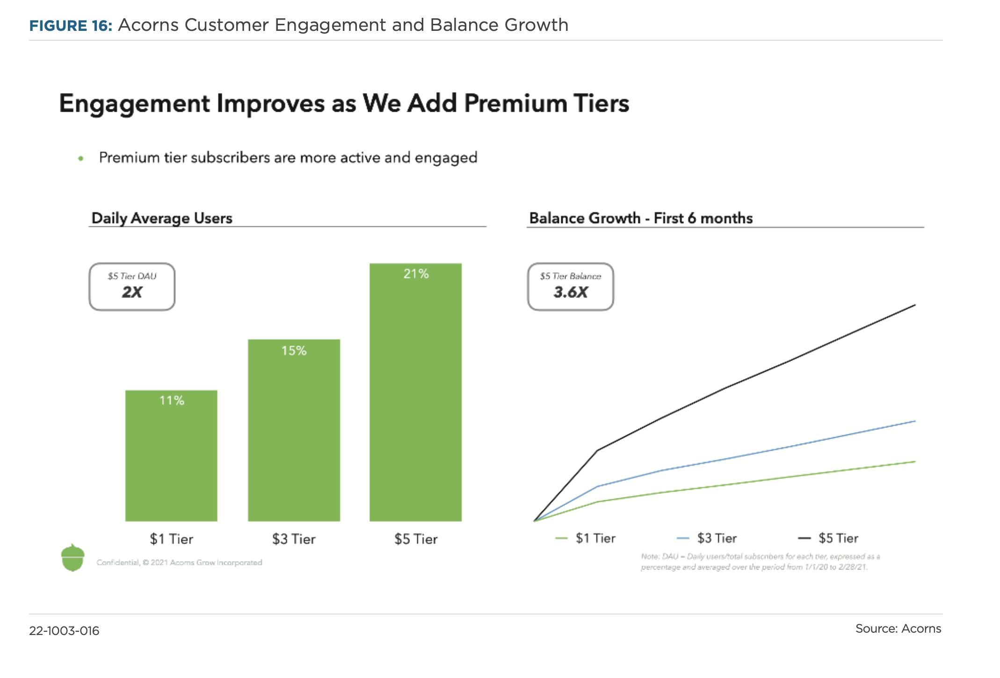 FIGURE 16: Acorns Customer Engagement and Balance Growth
Engagement Improves as We Add Premium Tiers
• Premium tier subscribers are more active and engaged
Daily Average Users
$5 Tier DAU
2X
11%
15%
21%
$1 Tier
$3 Tier
$5 Tier
Balance Growth - First 6 months
$5 Tier Balance
3.6X
$1 Tier
$3 Tier
$5 Tier
Note: DAU = Daily users/total subscribers for each tier, expressed as a
percentage and averaged over the period from 1/1/20 to 2/28/21.
Confidential, © 2021 Acorns Grow Incorporated
22-1003-016
Source: Acorns